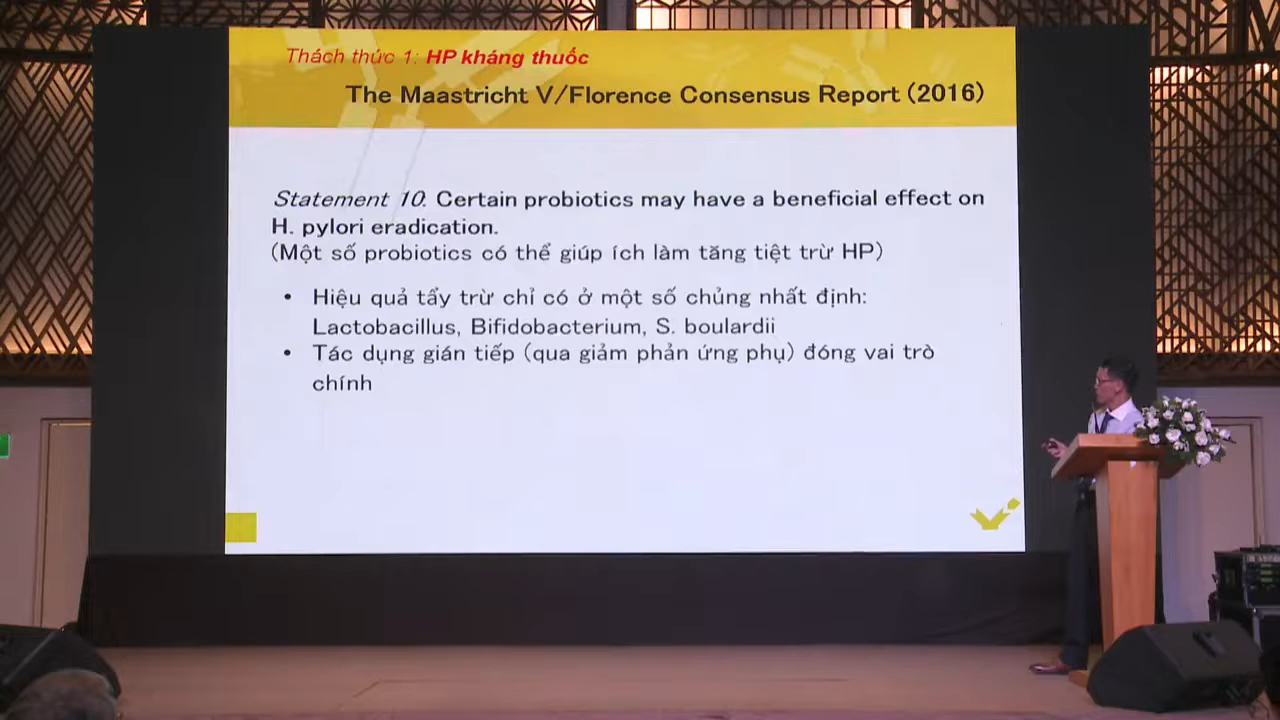 Thách thức 1: HP kháng thuốc
The Maastricht V/Florence Consensus Report (2016)
Statement 10. Certain probiotics may have a beneficial effect on
H. pylori eradication.
(Một số probiotics có thể giúp ích làm tăng tiệt trừ HP)
• Hiệu quả tẩy trừ chỉ có ở một số chủng nhất định:
Lactobacillus, Bifidobacterium, S. boulardii
• Tác dụng gián tiếp (qua giảm phản ứng phụ) đóng vai trò
chính